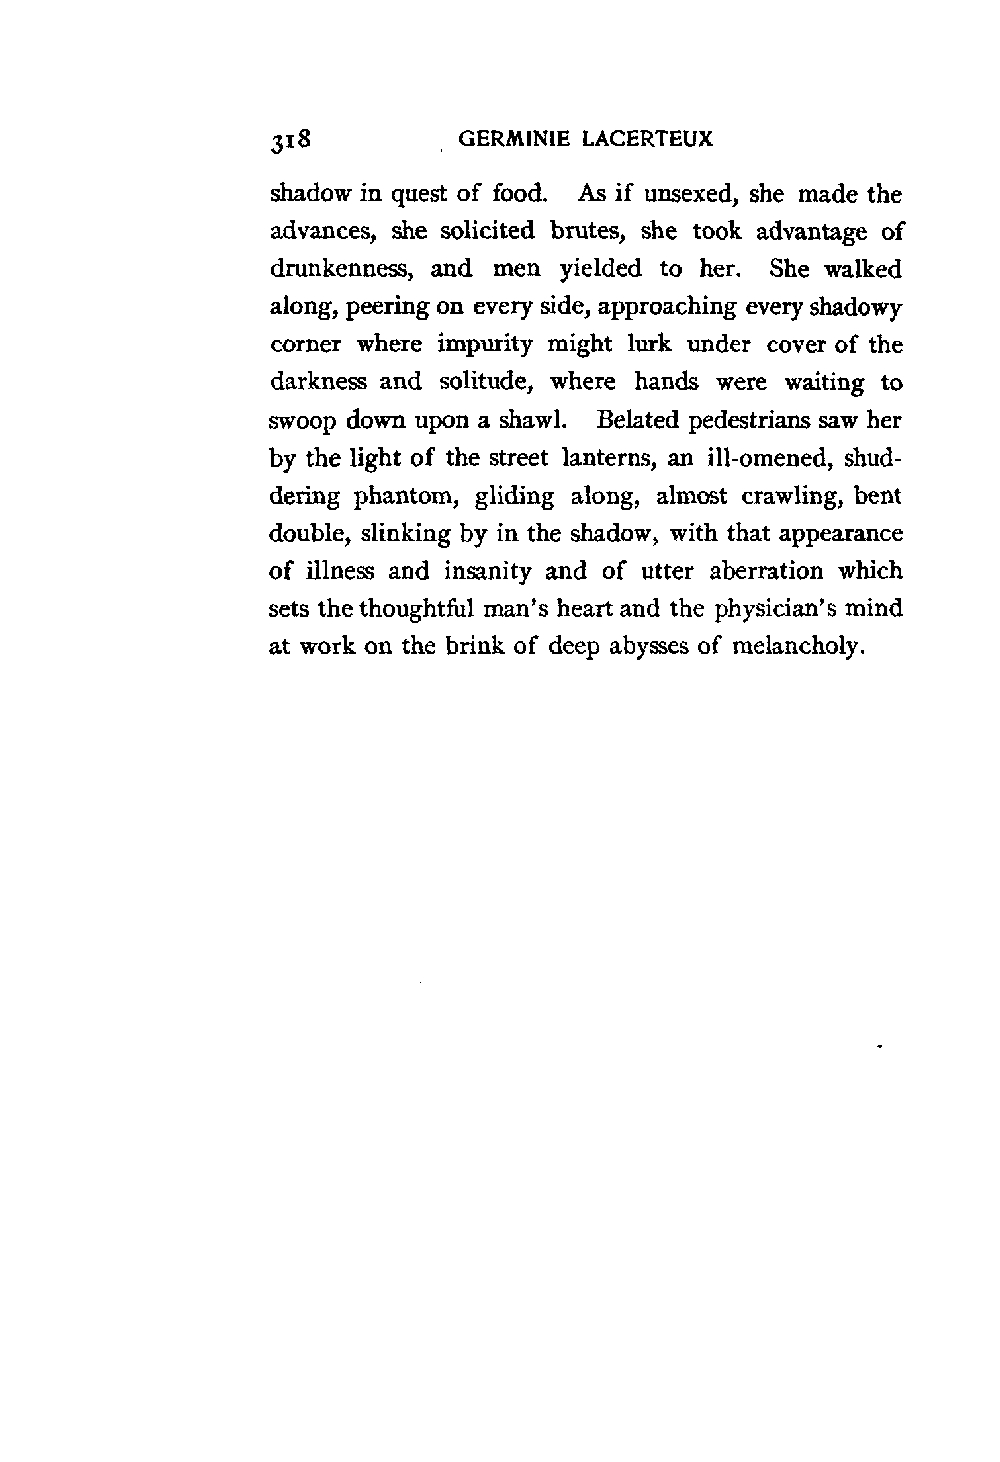 318 GERMINIE LACERTEUX
shadow in quest of food. As if unsexed, she made the
advances, she solicited brutes, she took advantage of
drunkenness, and men yielded to her. She walked
along, peering on every side, approaching every shadowy
corner where impurity might lurk under cover of the
darkness and solitude, where hands were waiting to
swoop down upon a shawl. Belated pedestrians saw her
by the light of the street lanterns, an ill-omened, shud-
dering phantom, gliding along, almost crawling, bent
double, slinking by in the shadow, with that appearance
of illness and insanity and of utter aberration which
sets the thoughtful man's heart and the physician's mind
at work on the brink of deep abysses of melancholy.